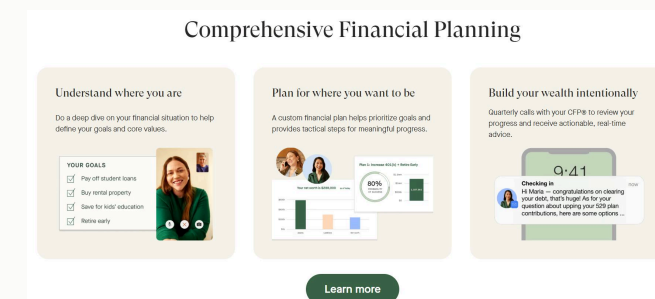 Comprehensive Financial Planning
Understand where you are
Do a deep dive on your financial situation to help
define your goals and core values.
YOUR GOALS
Pay off student loans
Buy rental property
Save for kids' education
Retire early
Plan for where you want to be
A custom financial plan helps prioritize goals and
provides tactical steps for meaningful progress.
80%
Build your wealth intentionally
Quarterly calls with your CFP® to review your
progress and receive actionable, real-time
advice.
9:41
Checking in
now
Hi Maria — congratulations on clearing
your debt, that's huge! As for your
question about upping your 529 plan
contributions, here are some options ...
Learn more